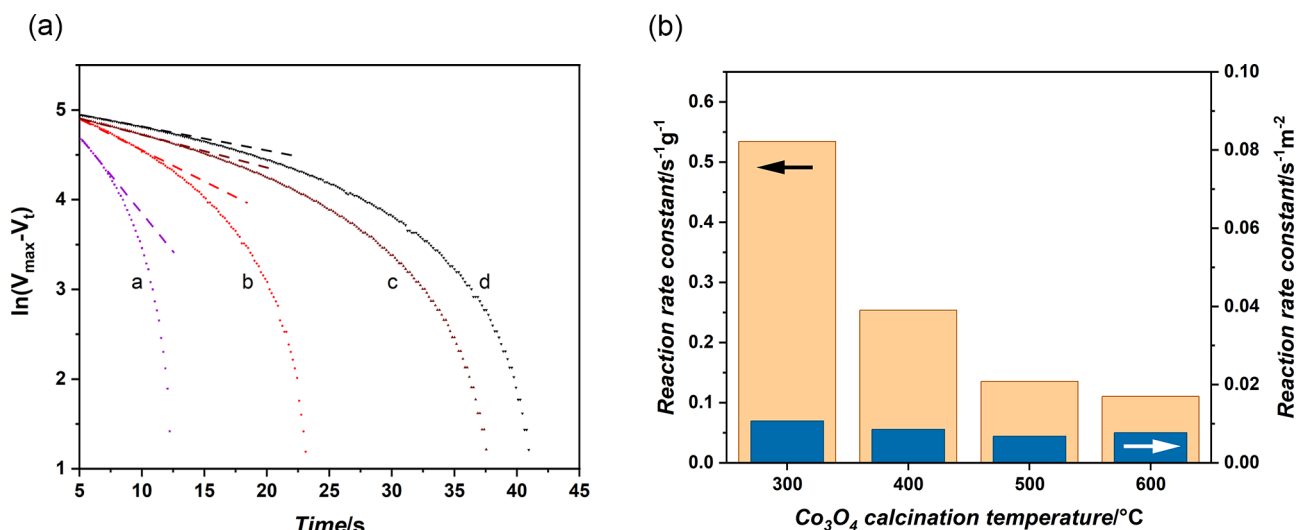 (a)
ln(Vmax-Vt)
5
4
3
2
1
a
b
c
d
5 10 15 20 25 30 35 40 45
Time/s
(b)
Reaction rate constant/s⁻¹g⁻¹
0.6
0.5
0.4
0.3
0.2
0.1
0.0
300 400 500 600
Co₃O₄ calcination temperature/°C
0.10
0.08
0.06
0.04
0.02
0.00
Reaction rate constant/s⁻¹m⁻²